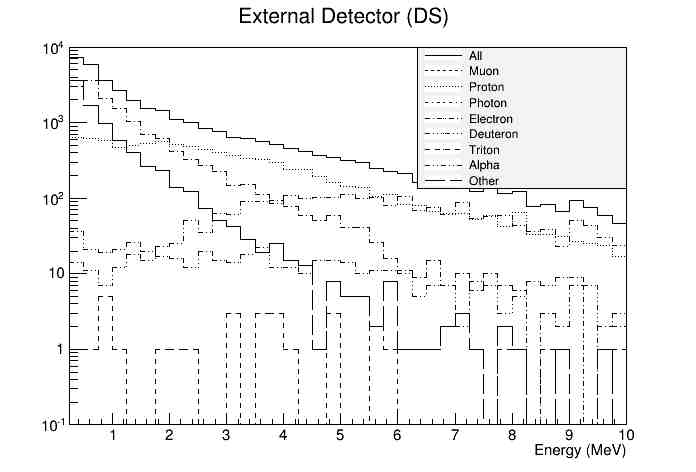 External Detector (DS)
10^4
10^3
10^2
10
1
10^-1
All
Muon
Proton
Photon
Electron
Deuteron
Triton
Alpha
Other
1 2 3 4 5 6 7 8 9 10
Energy (MeV)